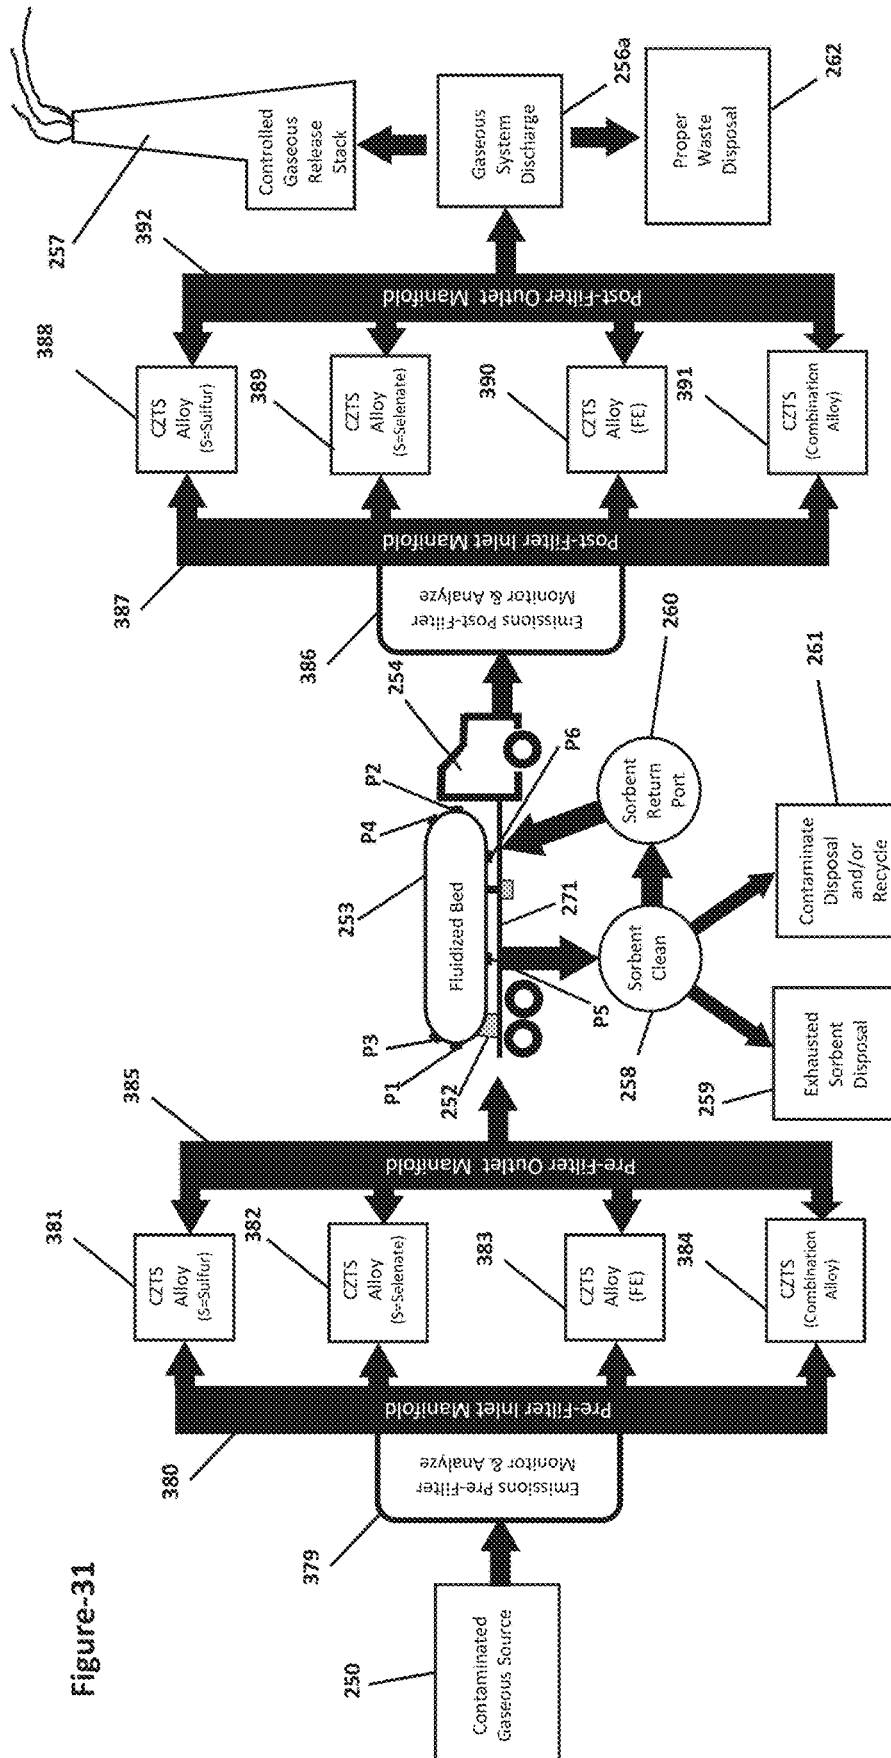 Figure-31
250
Contaminated
Gaseous Source
379
Emissions Pre-Filter
Monitor & Analyze
380
Pre-Filter Inlet Manifold
381
CZTS
Alloy
(S=Sulfur)
382
CZTS
Alloy
(S=Selenate)
383
CZTS
Alloy
(FE)
384
CZTS
(Combination
Alloy)
385
Pre-Filter Outlet Manifold
P1
P3
252
253
Fluidized Bed
P4
P2
254
P5
271
P6
258
Sorbent
Clean
259
Exhausted
Sorbent
Disposal
260
Sorbent
Return
Port
261
Contaminate
Disposal
and/or
Recycle
386
Emissions Post-Filter
Monitor & Analyze
387
Post-Filter Inlet Manifold
388
CZTS
Alloy
(S=Sulfur)
389
CZTS
Alloy
(S=Selenate)
390
CZTS
Alloy
(FE)
391
CZTS
(Combination
Alloy)
392
Post-Filter Outlet Manifold
257
Controlled
Gaseous
Release
Stack
Gaseous
System
Discharge
256a
Proper
Waste
Disposal
262